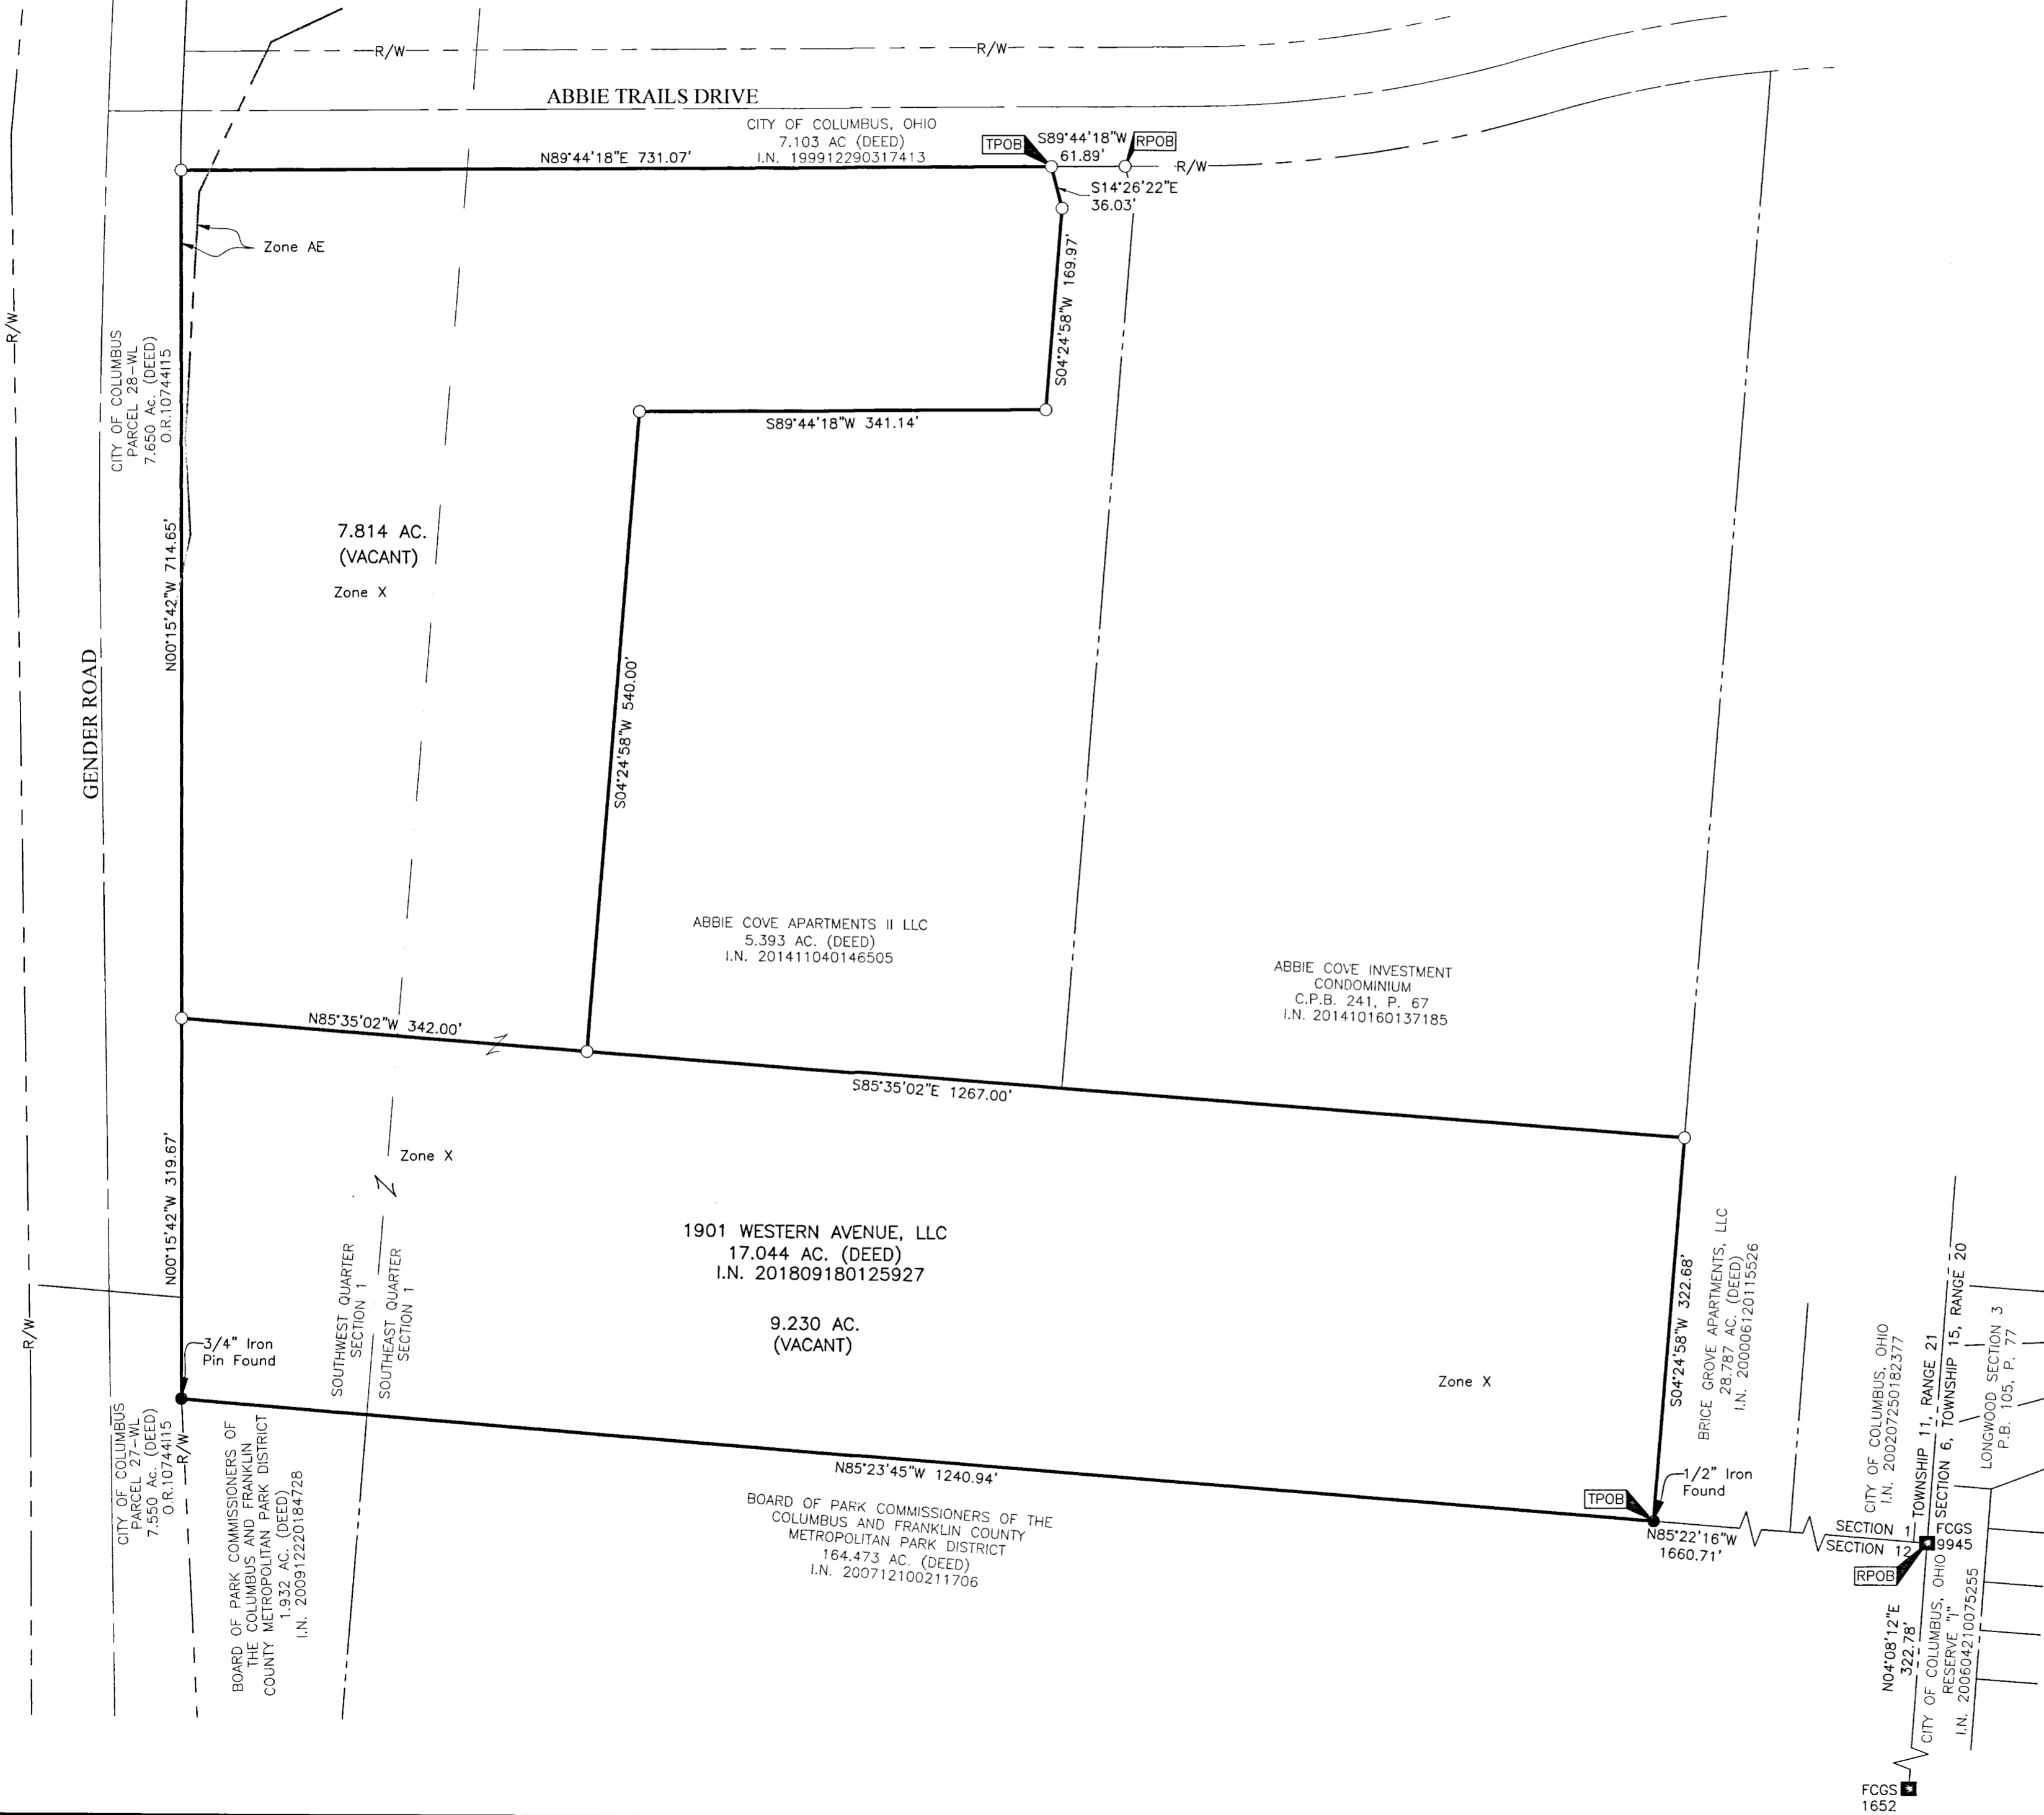 R/W
R/W
ABBIE TRAILS DRIVE
CITY OF COLUMBUS, OHIO
7.103 AC (DEED)
I.N. 199912290317413
N89°44'18"E 731.07'
TPOB
S89°44'18"W
61.89'
RPOB
R/W
S14°26'22"E
36.03'
Zone AE
S04°24'58"W 169.97'
R/W
CITY OF COLUMBUS
PARCEL 28-WL
7.650 Ac. (DEED)
O.R.10744I15
S89°44'18"W 341.14'
7.814 AC.
(VACANT)
Zone X
N00°15'42"W 714.65'
GENDER ROAD
S04°24'58"W 540.00'
ABBIE COVE APARTMENTS II LLC
5.393 AC. (DEED)
I.N. 201411040146505
ABBIE COVE INVESTMENT
CONDOMINIUM
C.P.B. 241, P. 67
I.N. 201410160137185
N85°35'02"W 342.00'
Z
S85°35'02"E 1267.00'
Zone X
Z
N00°15'42"W 319.67'
1901 WESTERN AVENUE, LLC
17.044 AC. (DEED)
I.N. 201809180125927
9.230 AC.
(VACANT)
SOUTHWEST QUARTER
SECTION 1
SOUTHEAST QUARTER
SECTION 1
R/W
3/4" Iron
Pin Found
Zone X
S04°24'58"W 322.68'
BRICE GROVE APARTMENTS, LLC
28.787 AC. (DEED)
I.N. 200006120115526
CITY OF COLUMBUS, OHIO
I.N. 200207250182377
TOWNSHIP 11, RANGE 21
SECTION 6, TOWNSHIP 15, RANGE 20
LONGWOOD SECTION 3
P.B. 105, P. 77
CITY OF COLUMBUS
PARCEL 27-WL
7.550 Ac. (DEED)
O.R.10744I15
R/W
BOARD OF PARK COMMISSIONERS OF
THE COLUMBUS AND FRANKLIN
COUNTY METROPOLITAN PARK DISTRICT
1.932 AC. (DEED)
I.N. 200912220184728
N85°23'45"W 1240.94'
BOARD OF PARK COMMISSIONERS OF THE
COLUMBUS AND FRANKLIN COUNTY
METROPOLITAN PARK DISTRICT
164.473 AC. (DEED)
I.N. 200712100211706
TPOB
1/2" Iron
Found
N85°22'16"W
1660.71'
SECTION 1
SECTION 12
FCGS
9945
RPOB
N04°08'12"E
322.78'
CITY OF COLUMBUS, OHIO
RESERVE "I"
I.N. 200604210075255
FCGS
1652